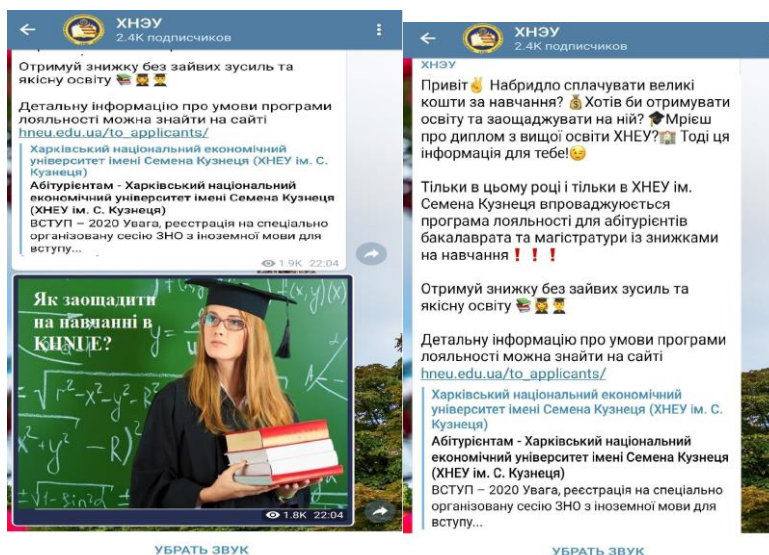 ХНЭУ
2.4K подписчиков
Отримуй знижку без зайвих зусиль та
якісну освіту
Детальну інформацію про умови програми
лояльності можна знайти на сайті
hneu.edu.ua/to_applicants/
Харківський національний економічний
університет імені Семена Кузнеця (ХНЕУ ім. С.
Кузнеця)
Абітурієнтам - Харківський національний
економічний університет імені Семена Кузнеця
(ХНЕУ ім. С. Кузнеця)
ВСТУП – 2020 Увага, реєстрація на спеціально
організовану сесію ЗНО з іноземної мови для
вступу...
1.9K 22:04
Як заощадити
на навчанні в
KHNUE?
1.8K 22:04
УБРАТЬ ЗВУК
ХНЭУ
2.4K подписчиков
ХНЭУ
Привіт✌ Набридло сплачувати великі
кошти за навчання? 💰Хотів би отримувати
освіту та заощаджувати на ній? 🎓Мрієш
про диплом з вищої освіти ХНЕУ?🏫 Тоді ця
інформація для тебе!😉
Тільки в цьому році і тільки в ХНЕУ ім.
Семена Кузнеця впроваджується
програма лояльності для абітурієнтів
бакалаврата та магістратури із знижками
на навчання❗❗❗
Отримуй знижку без зайвих зусиль та
якісну освіту
Детальну інформацію про умови програми
лояльності можна знайти на сайті
hneu.edu.ua/to_applicants/
Харківський національний економічний
університет імені Семена Кузнеця (ХНЕУ ім. С.
Кузнеця)
Абітурієнтам - Харківський національний
економічний університет імені Семена Кузнеця
(ХНЕУ ім. С. Кузнеця)
ВСТУП – 2020 Увага, реєстрація на спеціально
організовану сесію ЗНО з іноземної мови для
вступу...
УБРАТЬ ЗВУК